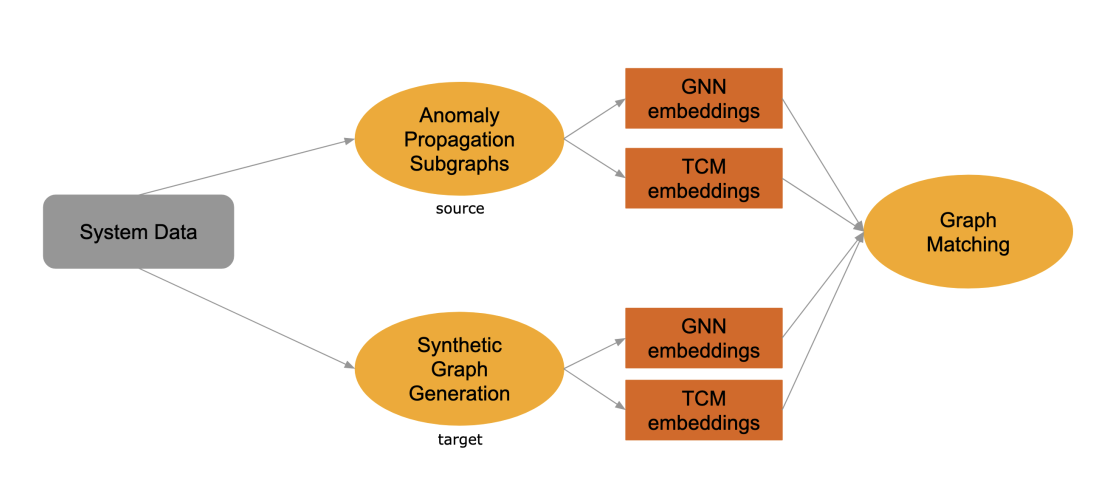 System Data
Anomaly
Propagation
Subgraphs
source
GNN
embeddings
TCM
embeddings
Synthetic
Graph
Generation
target
GNN
embeddings
TCM
embeddings
Graph
Matching